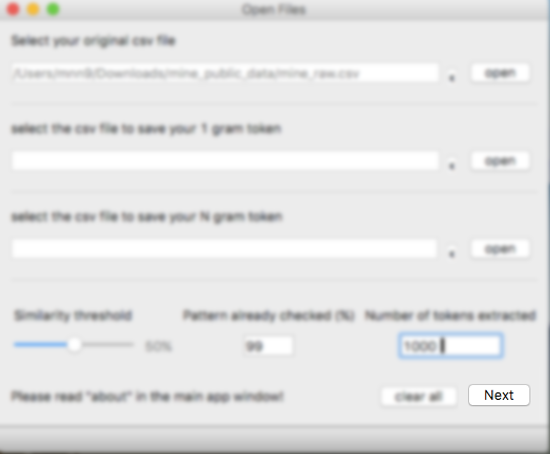 Open Files
Select your original csv file
/Users/mnn9/Downloads/mine_public_data/mine_raw.csv
open
select the csv file to save your 1 gram token
open
select the csv file to save your N gram token
open
Similarity threshold Pattern already checked (%) Number of tokens extracted
50% 99 1000
Please read "about" in the main app window!
clear all Next